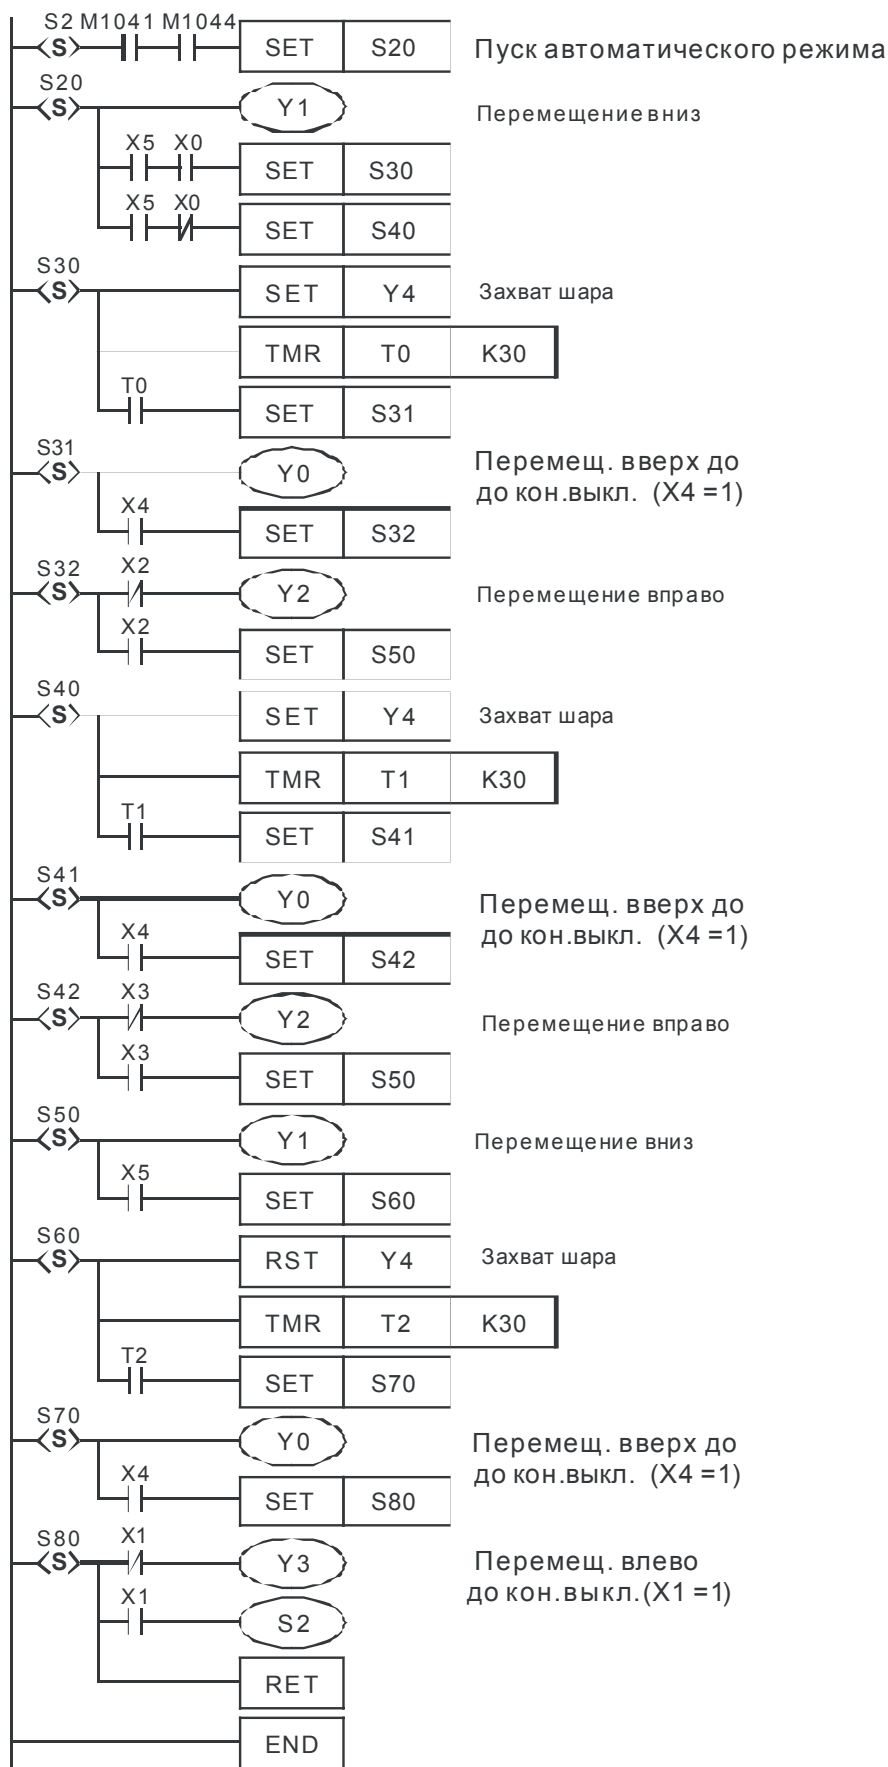 S2 M1041 M1044
S SET S20 Пуск автоматического режима
S20
S Y1 Перемещение вниз
X5 X0
SET S30
X5 X0
SET S40
S30
S SET Y4 Захват шара
TMR T0 K30
T0
SET S31
S31
S Y0 Перемещ. вверх до
до кон.выкл. (X4 =1)
X4
SET S32
S32 X2
S Y2 Перемещение вправо
X2
SET S50
S40
S SET Y4 Захват шара
TMR T1 K30
T1
SET S41
S41
S Y0 Перемещ. вверх до
до кон.выкл. (X4 =1)
X4
SET S42
S42 X3
S Y2 Перемещение вправо
X3
SET S50
S50
S Y1 Перемещение вниз
X5
SET S60
S60
S RST Y4 Захват шара
TMR T2 K30
T2
SET S70
S70
S Y0 Перемещ. вверх до
до кон.выкл. (X4 =1)
X4
SET S80
S80 X1
S Y3 Перемещ. влево
до кон.выкл.(X1 =1)
X1
S2
RET
END